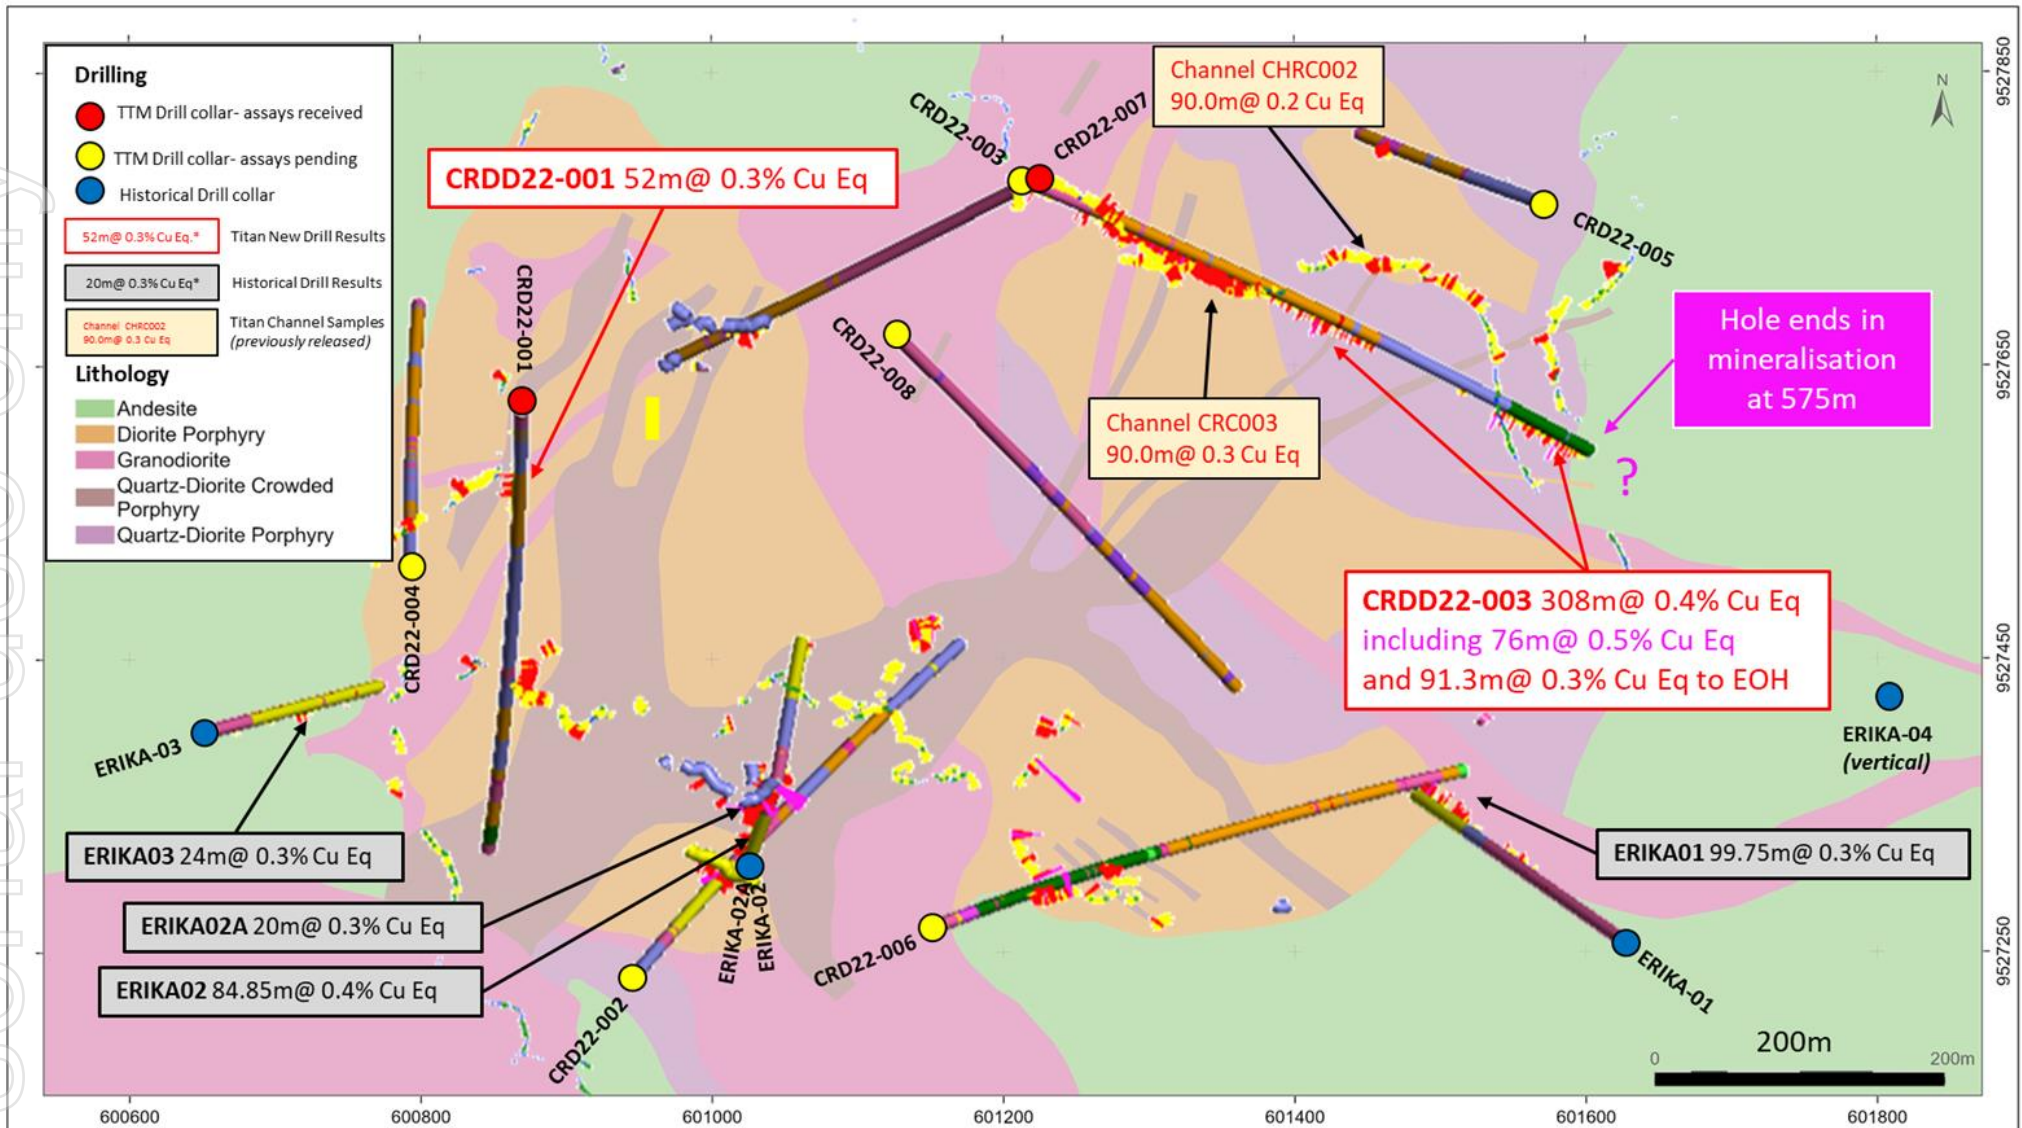 Drilling
TTM Drill collar- assays received
TTM Drill collar- assays pending
Historical Drill collar
52m@ 0.3% Cu Eq.*
Titan New Drill Results
20m@ 0.3% Cu Eq*
Historical Drill Results
Channel CHRC002
90.0m@ 0.3 Cu Eq
Titan Channel Samples
(previously released)
Lithology
Andesite
Diorite Porphyry
Granodiorite
Quartz-Diorite Crowded
Porphyry
Quartz-Diorite Porphyry
CRDD22-001 52m@ 0.3% Cu Eq
Channel CHRC002
90.0m@ 0.2 Cu Eq
N
CRD22-003
CRD22-007
CRD22-005
CRD22-001
CRD22-008
Channel CRC003
90.0m@ 0.3 Cu Eq
Hole ends in
mineralisation
at 575m
?
CRD22-004
CRDD22-003 308m@ 0.4% Cu Eq
including 76m@ 0.5% Cu Eq
and 91.3m@ 0.3% Cu Eq to EOH
ERIKA-03
ERIKA-04
(vertical)
ERIKA03 24m@ 0.3% Cu Eq
ERIKA01 99.75m@ 0.3% Cu Eq
ERIKA02A 20m@ 0.3% Cu Eq
ERIKA02 84.85m@ 0.4% Cu Eq
ERIKA-02A
ERIKA-02
CRD22-006
CRD22-002
ERIKA-01
200m
0
200m
9527850
9527650
9527450
9527250
600600
600800
601000
601200
601400
601600
601800